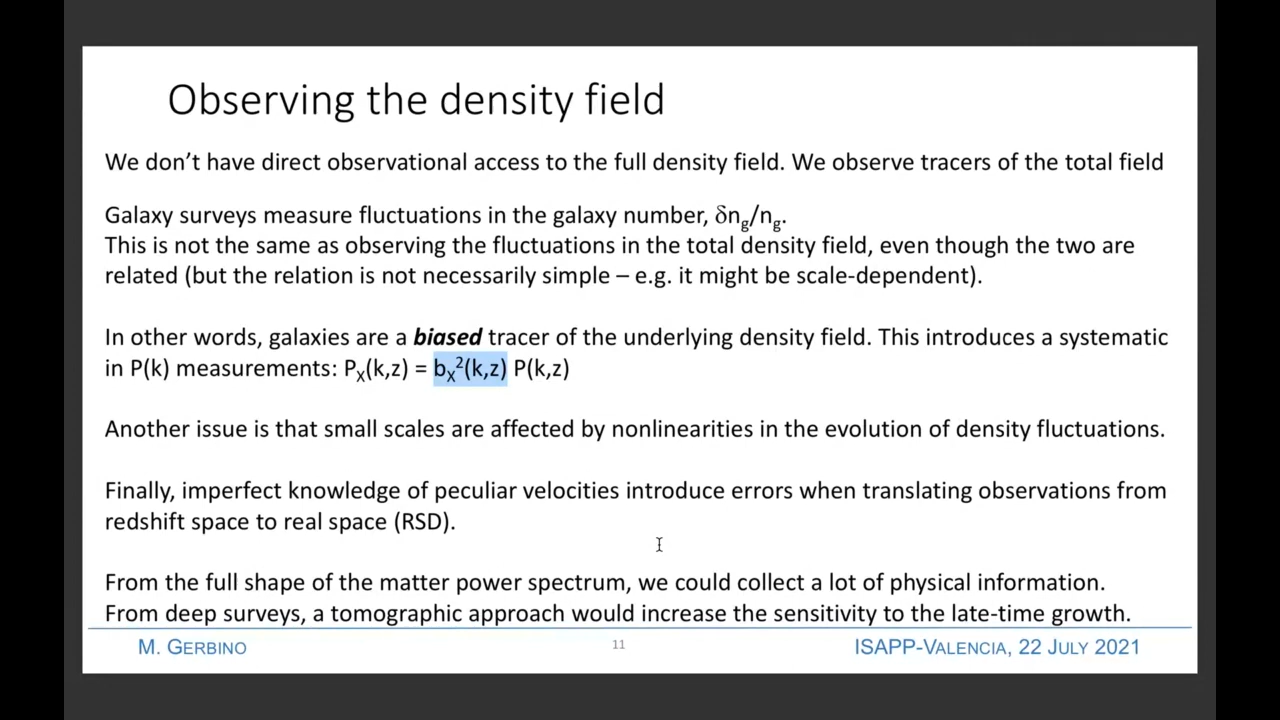 Observing the density field
We don’t have direct observational access to the full density field. We observe tracers of the total field
Galaxy surveys measure fluctuations in the galaxy number, δn_g/n_g.
This is not the same as observing the fluctuations in the total density field, even though the two are
related (but the relation is not necessarily simple – e.g. it might be scale-dependent).
In other words, galaxies are a biased tracer of the underlying density field. This introduces a systematic
in P(k) measurements: P_X(k,z) = b_X²(k,z) P(k,z)
Another issue is that small scales are affected by nonlinearities in the evolution of density fluctuations.
Finally, imperfect knowledge of peculiar velocities introduce errors when translating observations from
redshift space to real space (RSD).
From the full shape of the matter power spectrum, we could collect a lot of physical information.
From deep surveys, a tomographic approach would increase the sensitivity to the late-time growth.
M. GERBINO
11
ISAPP-VALENCIA, 22 JULY 2021